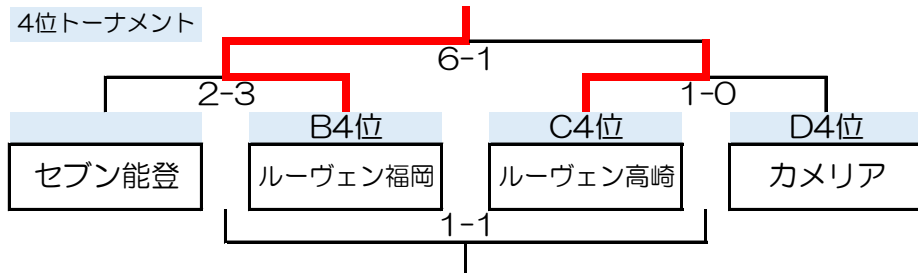 4位トーナメント
6-1
2-3
1-0
B4位
C4位
D4位
セブン能登
ルーヴェン福岡
ルーヴェン高崎
カメリア
1-1